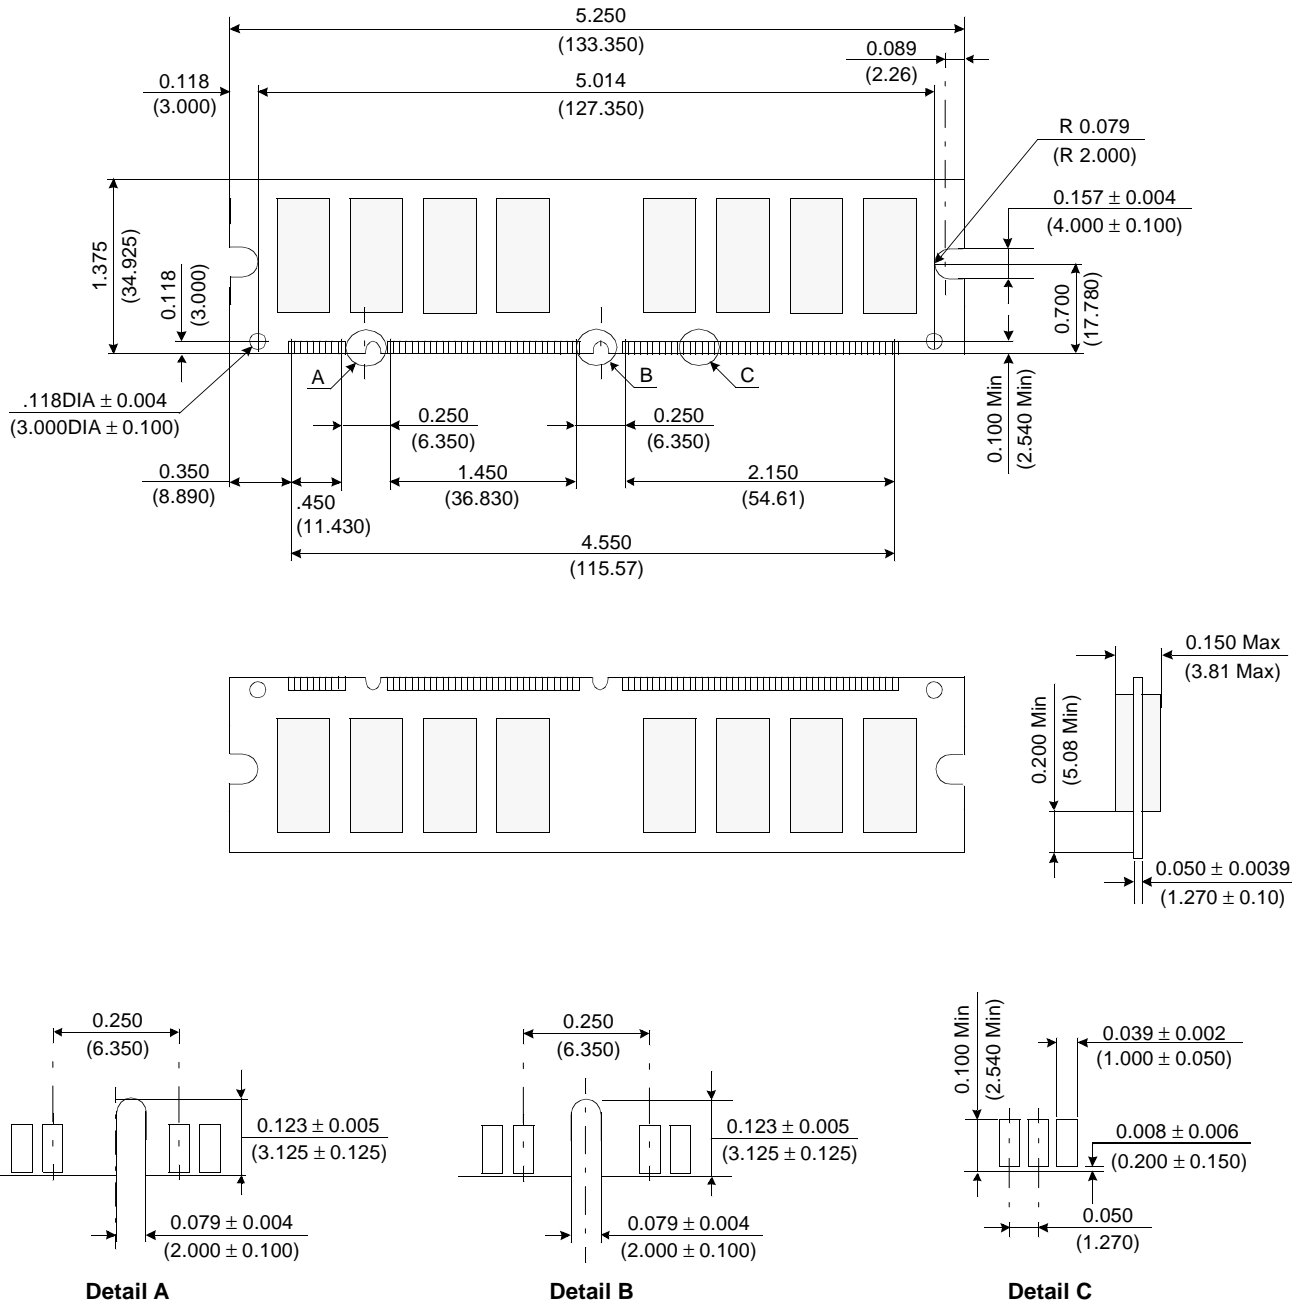 5.250
(133.350)
0.089
(2.26)
0.118
(3.000)
5.014
(127.350)
R 0.079
(R 2.000)
0.157 ± 0.004
(4.000 ± 0.100)
1.375
(34.925)
0.118
(3.000)
0.700
(17.780)
A
B
C
.118DIA ± 0.004
(3.000DIA ± 0.100)
0.250
(6.350)
0.250
(6.350)
0.100 Min
(2.540 Min)
0.350
(8.890)
.450
(11.430)
1.450
(36.830)
2.150
(54.61)
4.550
(115.57)
0.150 Max
(3.81 Max)
0.200 Min
(5.08 Min)
0.050 ± 0.0039
(1.270 ± 0.10)
0.250
(6.350)
0.123 ± 0.005
(3.125 ± 0.125)
0.079 ± 0.004
(2.000 ± 0.100)
Detail A
0.250
(6.350)
0.123 ± 0.005
(3.125 ± 0.125)
0.079 ± 0.004
(2.000 ± 0.100)
Detail B
0.100 Min
(2.540 Min)
0.039 ± 0.002
(1.000 ± 0.050)
0.008 ± 0.006
(0.200 ± 0.150)
0.050
(1.270)
Detail C